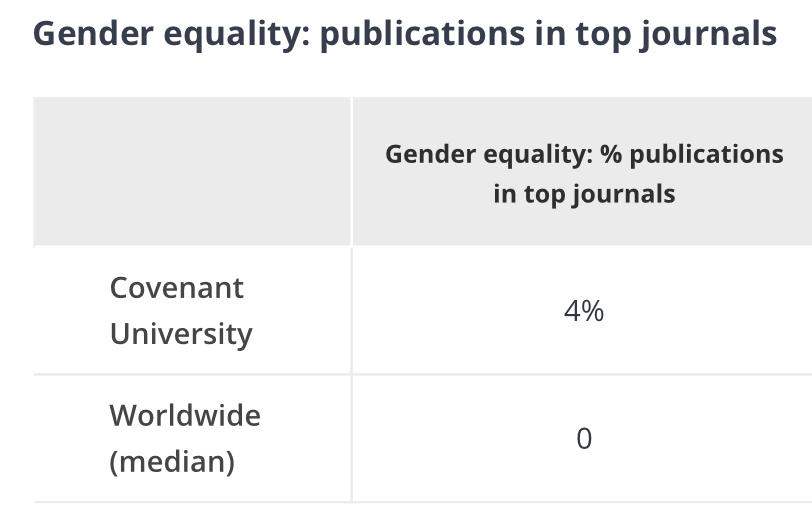 Gender equality: publications in top journals
Gender equality: % publications
in top journals
Covenant
University
4%
Worldwide
(median)
0